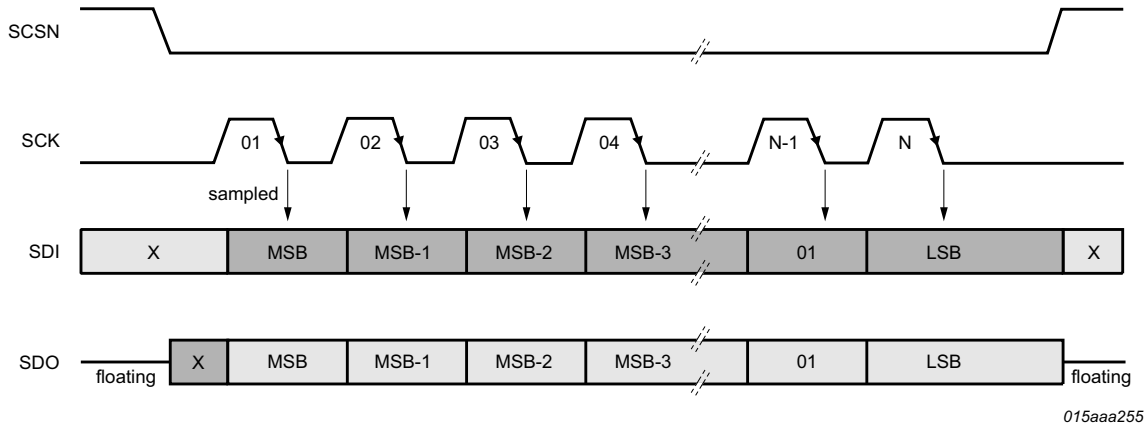 SCSN
SCK 01 02 03 04 N-1 N
sampled
SDI X MSB MSB-1 MSB-2 MSB-3 01 LSB X
SDO X MSB MSB-1 MSB-2 MSB-3 01 LSB
floating floating
015aaa255